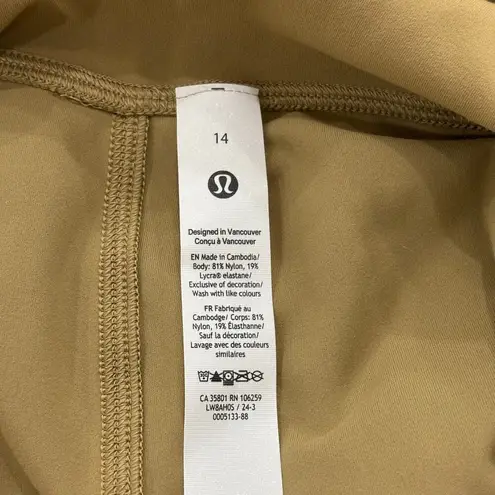 14
Designed in Vancouver
Conçu à Vancouver
EN Made in Cambodia/
Body: 81% Nylon, 19%
Lycra® elastane/
Exclusive of decoration/
Wash with like colours
FR Fabriqué au
Cambodge/ Corps: 81%
Nylon, 19% Élasthanne/
Sauf la décoration/
Lavage avec des couleurs
similaires
CA 35801 RN 106259
LW8AH0S / 24-3
0005133-88